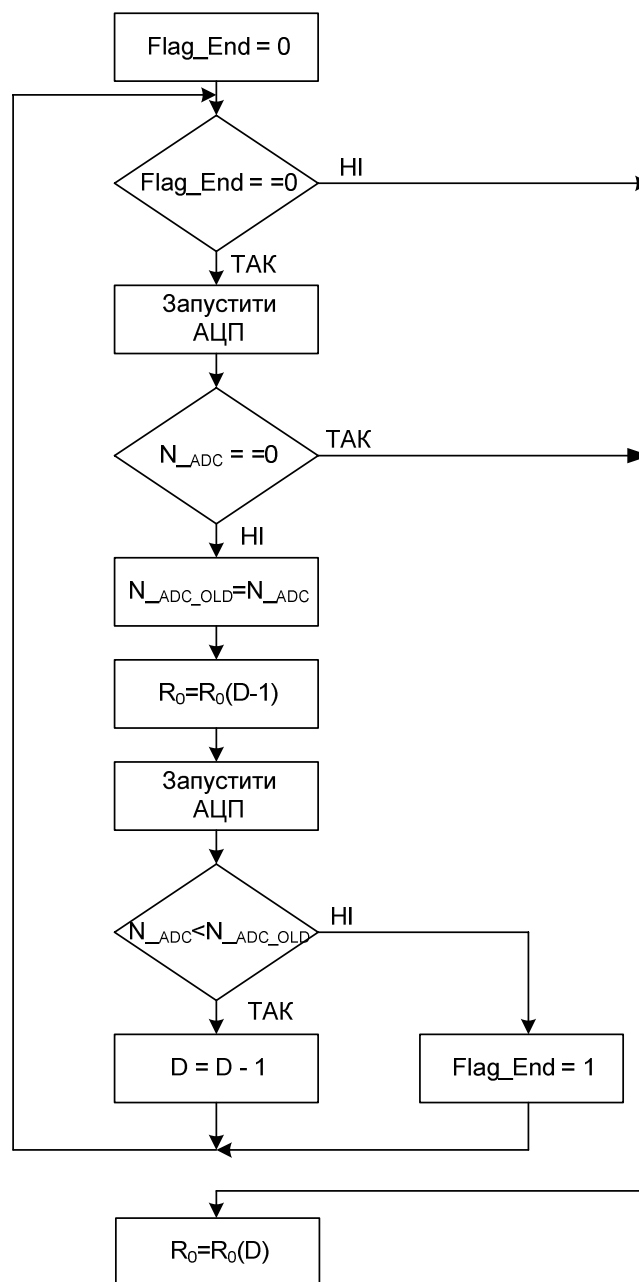 Flag_End = 0
Flag_End = =0
НІ
ТАК
Запустити
АЦП
N_ADC = =0
ТАК
НІ
N_ADC_OLD=N_ADC
R₀=R₀(D-1)
Запустити
АЦП
N_ADC<N_ADC_OLD
НІ
ТАК
D = D - 1
Flag_End = 1
R₀=R₀(D)